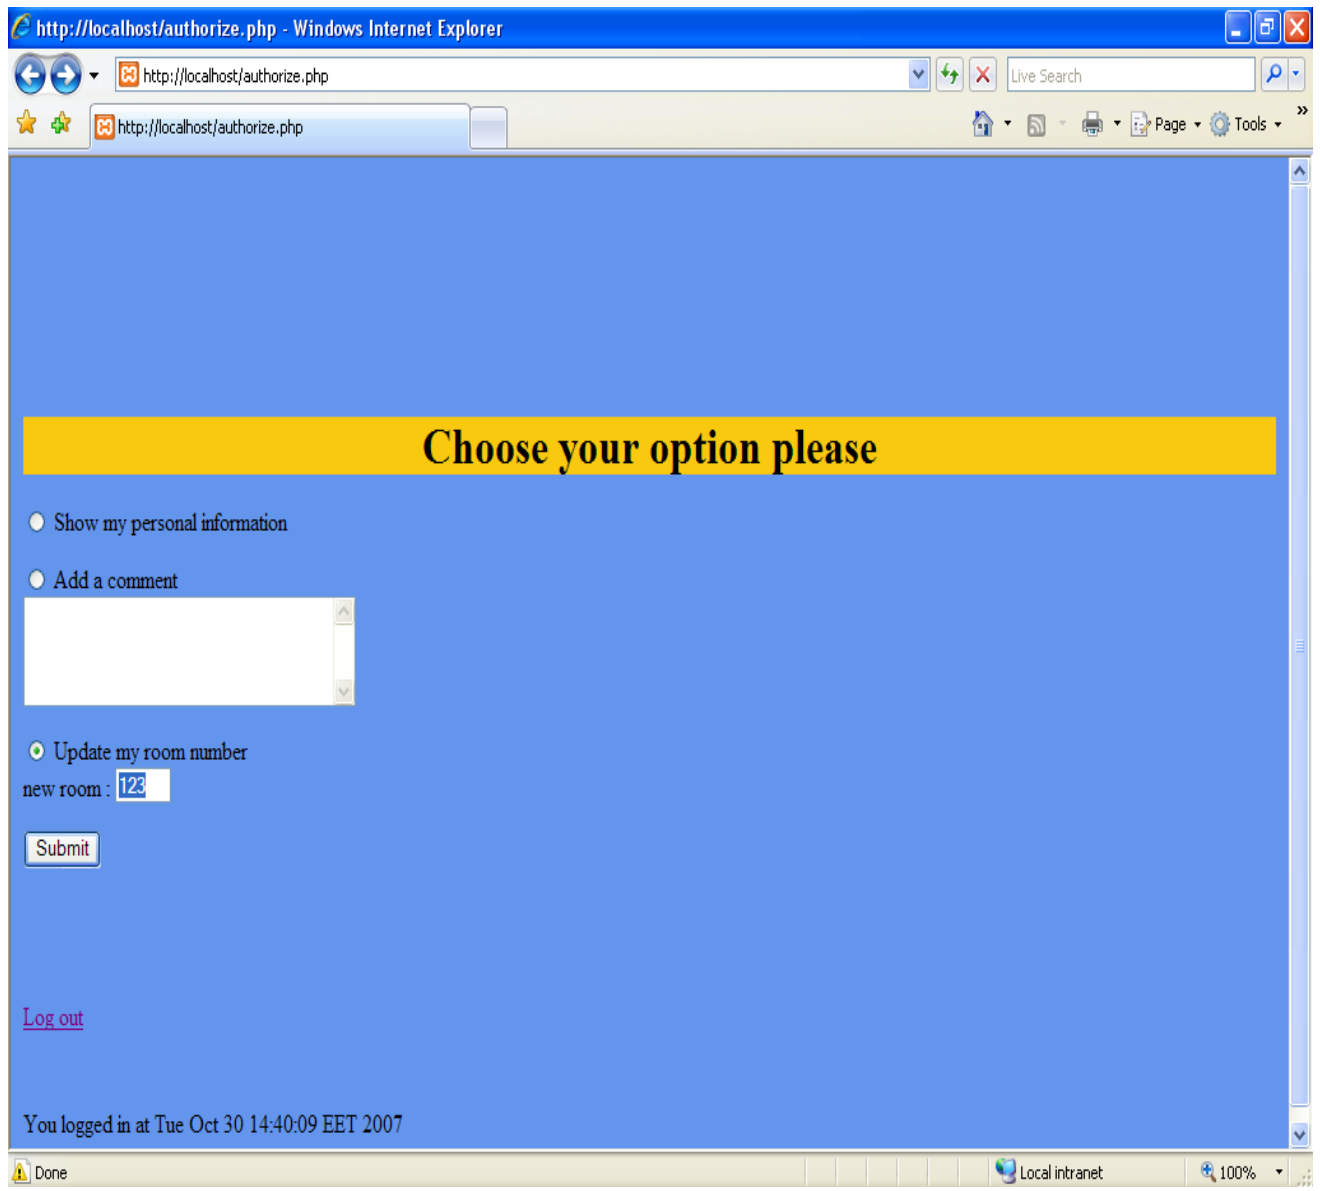 http://localhost/authorize.php - Windows Internet Explorer
http://localhost/authorize.php Live Search
http://localhost/authorize.php Page Tools »
Choose your option please
Show my personal information
Add a comment
Update my room number
new room : 123
Submit
Log out
You logged in at Tue Oct 30 14:40:09 EET 2007
Done Local intranet 100%